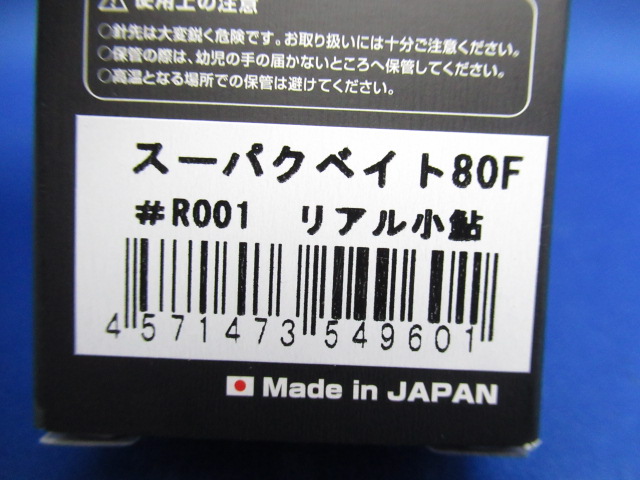 使用上の注意
○針先は大変鋭く危険です。お取り扱いには十分ご注意ください。
○保管の際は、幼児の手の届かないところへ保管してください。
○高温となる場所での保管は避けてください。
スーパクベイト80F
#R001 リアル小鮎
4571473549601
Made in JAPAN